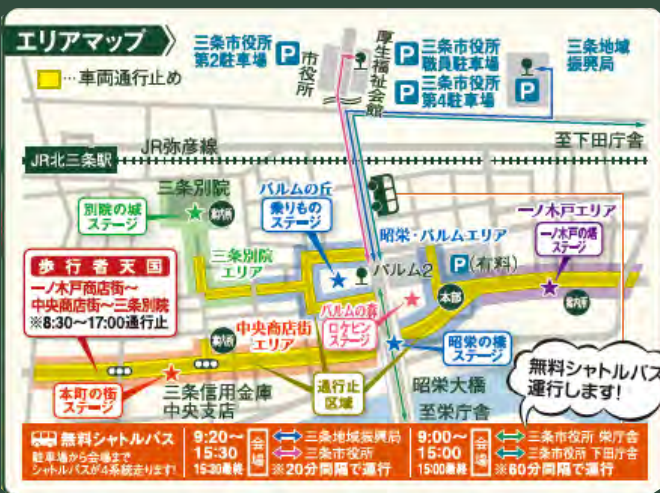 エリアマップ
…車両通行止め
三条市役所
第2駐車場
P
市役所
厚生福祉会館
P
三条市役所
職員駐車場
P
三条市役所
第4駐車場
三条地域
振興局
P
至下田庁舎
JR北三条駅
JR弥彦線
三条別院
別院の城
ステージ
案内所
三条別院
エリア
パルムの丘
乗りもの
ステージ
昭栄・パルムエリア
一ノ木戸エリア
一ノ木戸の塔
ステージ
案内所
パルム2
P(有料)
本部
パルムの森
ロケピン
ステージ
昭栄の橋
ステージ
歩行者天国
一ノ木戸商店街~
中央商店街~三条別院
※8:30~17:00通行止
中央商店街
エリア
案内所
本町の街
ステージ
三条信用金庫
中央支店
通行止
区域
昭栄大橋
至栄庁舎
無料シャトルバス
運行します!
無料シャトルバス
駐車場から会場まで
シャトルバスが4系統走ります!
9:20~
15:30
15:30最終
会場
三条地域振興局
三条市役所
※20分間隔で運行
9:00~
15:00
15:00最終
会場
三条市役所 栄庁舎
三条市役所 下田庁舎
※60分間隔で運行